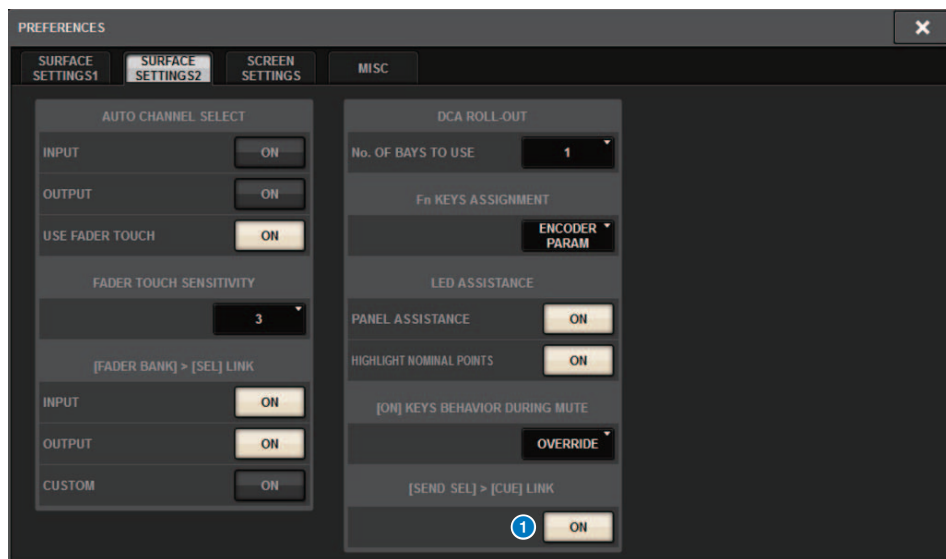 PREFERENCES
×
SURFACE
SETTINGS1
SURFACE
SETTINGS2
SCREEN
SETTINGS
MISC
AUTO CHANNEL SELECT
INPUT
ON
OUTPUT
ON
USE FADER TOUCH
ON
FADER TOUCH SENSITIVITY
3
[FADER BANK] > [SEL] LINK
INPUT
ON
OUTPUT
ON
CUSTOM
ON
DCA ROLL-OUT
No. OF BAYS TO USE
1
Fn KEYS ASSIGNMENT
ENCODER
PARAM
LED ASSISTANCE
PANEL ASSISTANCE
ON
HIGHLIGHT NOMINAL POINTS
ON
[ON] KEYS BEHAVIOR DURING MUTE
OVERRIDE
[SEND SEL] > [CUE] LINK
1
ON